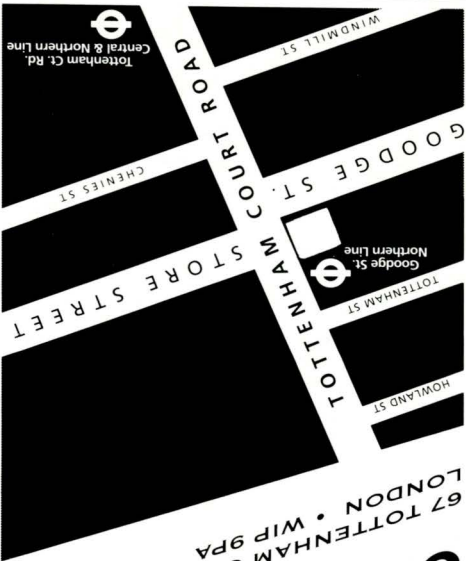 67 TOTTENHAM
LONDON • WIP 9PA
HOWLAND ST
TOTTENHAM ST
Goodge St.
Northern Line
TOTTENHAM COURT ROAD
STORE STREET
GOODGE ST.
CHENIES ST
WINDMILL ST
Tottenham Ct. Rd.
Central & Northern Line